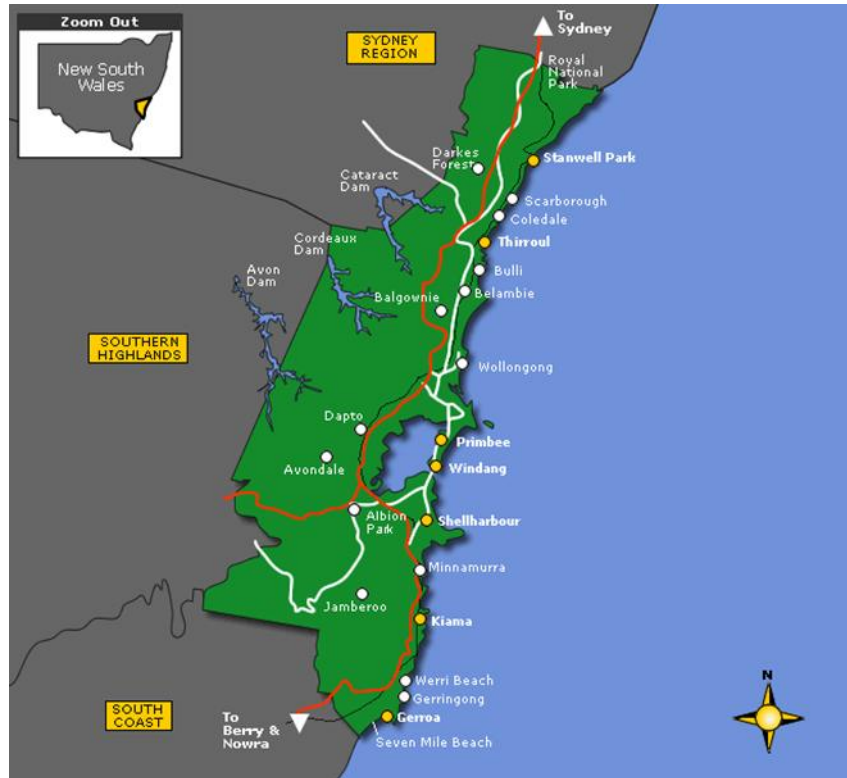 Zoom Out
New South
Wales
To
Sydney
SYDNEY
REGION
Royal
National
Park
Darkes
Forest
Stanwell Park
Cataract
Dam
Scarborough
Coledale
Cordeaux
Dam
Thirroul
Avon
Dam
Bulli
Belambie
Balgownie
SOUTHERN
HIGHLANDS
Wollongong
Dapto
Primbee
Avondale
Windang
Albion
Park
Shellharbour
Minnamurra
Jamberoo
Kiama
N
Werri Beach
Gerringong
SOUTH
COAST
To
Berry &
Nowra
Gerroa
Seven Mile Beach